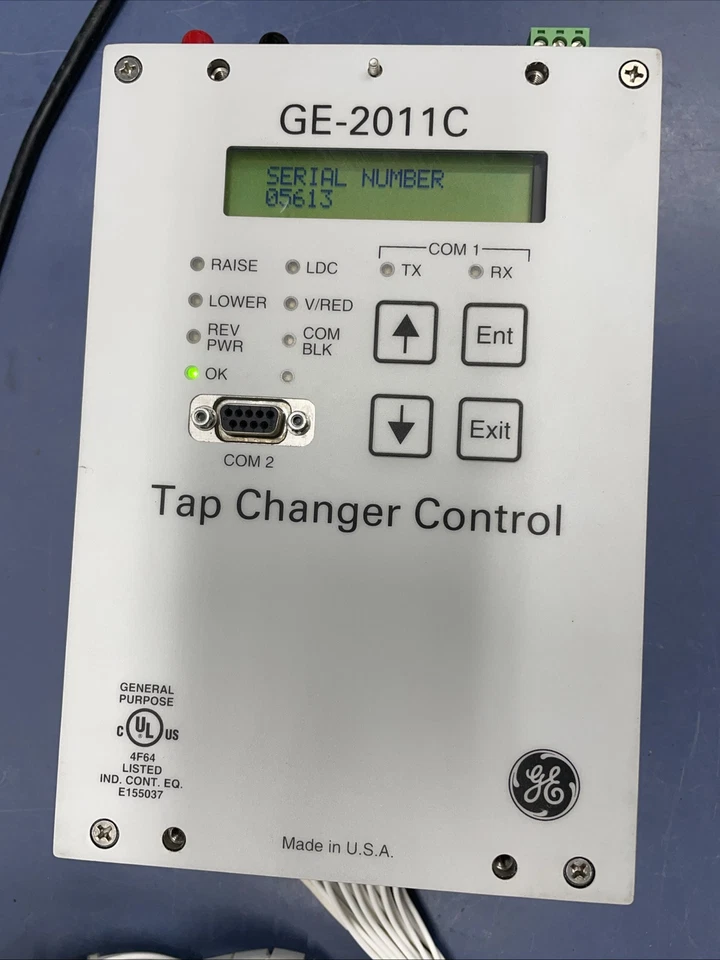 GE-2011C
SERIAL NUMBER
05613
COM 1
RAISE LDC TX RX
LOWER V/RED
REV PWR COM BLK
OK
Ent
Exit
COM 2
Tap Changer Control
GENERAL
PURPOSE
C UL US
4F64
LISTED
IND. CONT. EQ.
E155037
GE
Made in U.S.A.